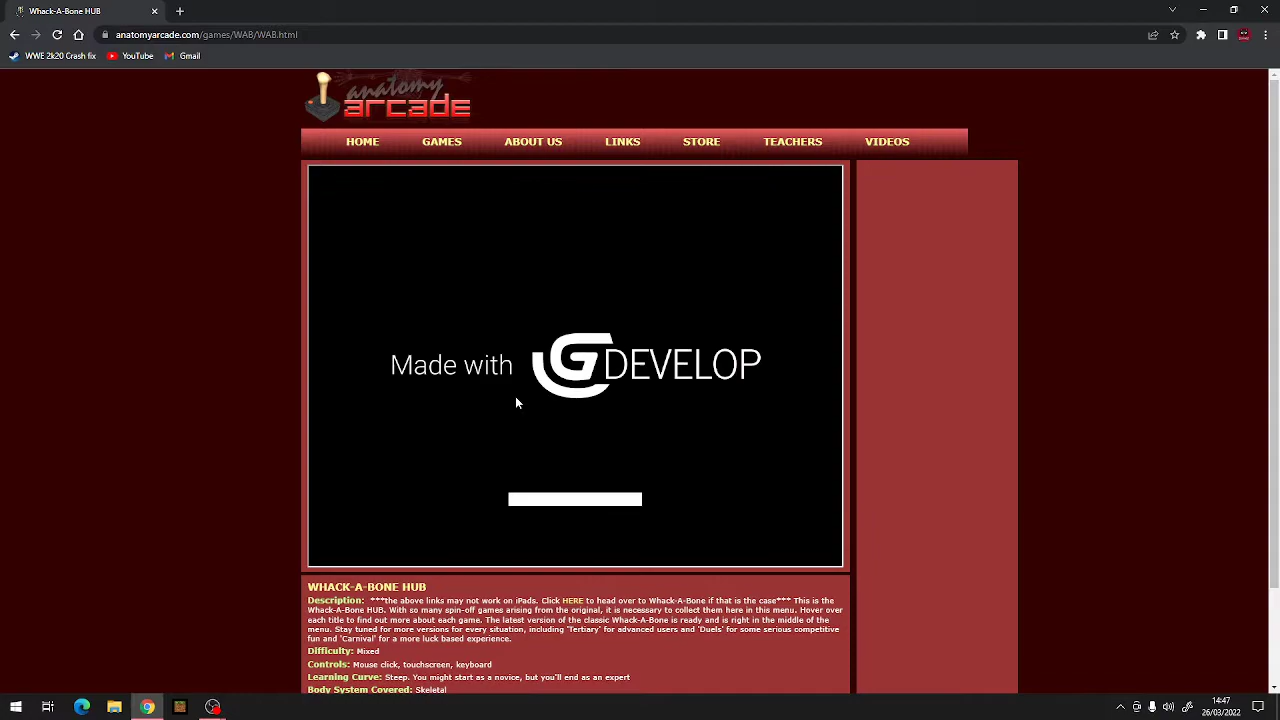 Whack-A-Bone HUB
anatomyarcade.com/games/WAB/WAB.html
WWE 2k20 Crash fix YouTube Gmail
anatomy
arcade
HOME GAMES ABOUT US LINKS STORE TEACHERS VIDEOS
Made with GDEVELOP
WHACK-A-BONE HUB
Description: ***the above links may not work on iPads. Click HERE to head over to Whack-A-Bone if that is the case*** This is the
Whack-A-Bone HUB. With so many spin-off games arising from the original, it is necessary to collect them here in this menu. Hover over
each title to find out more about each game. The latest version of the classic Whack-A-Bone is ready and is right in the middle of the
menu. Stay tuned for more versions for every situation, including 'Tertiary' for advanced users and 'Duels' for some serious competitive
fun and 'Carnival' for a more luck based experience.
Difficulty: Mixed
Controls: Mouse click, touchscreen, keyboard
Learning Curve: Steep. You might start as a novice, but you'll end as an expert
Body System Covered: Skeletal
14:47
26/03/2022